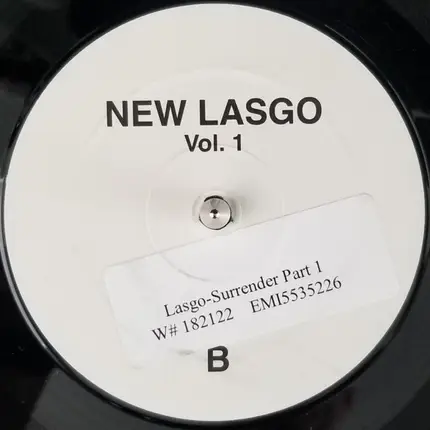 NEW LASGO
Vol. 1
Lasgo-Surrender Part 1
W# 182122 EMI5535226
B